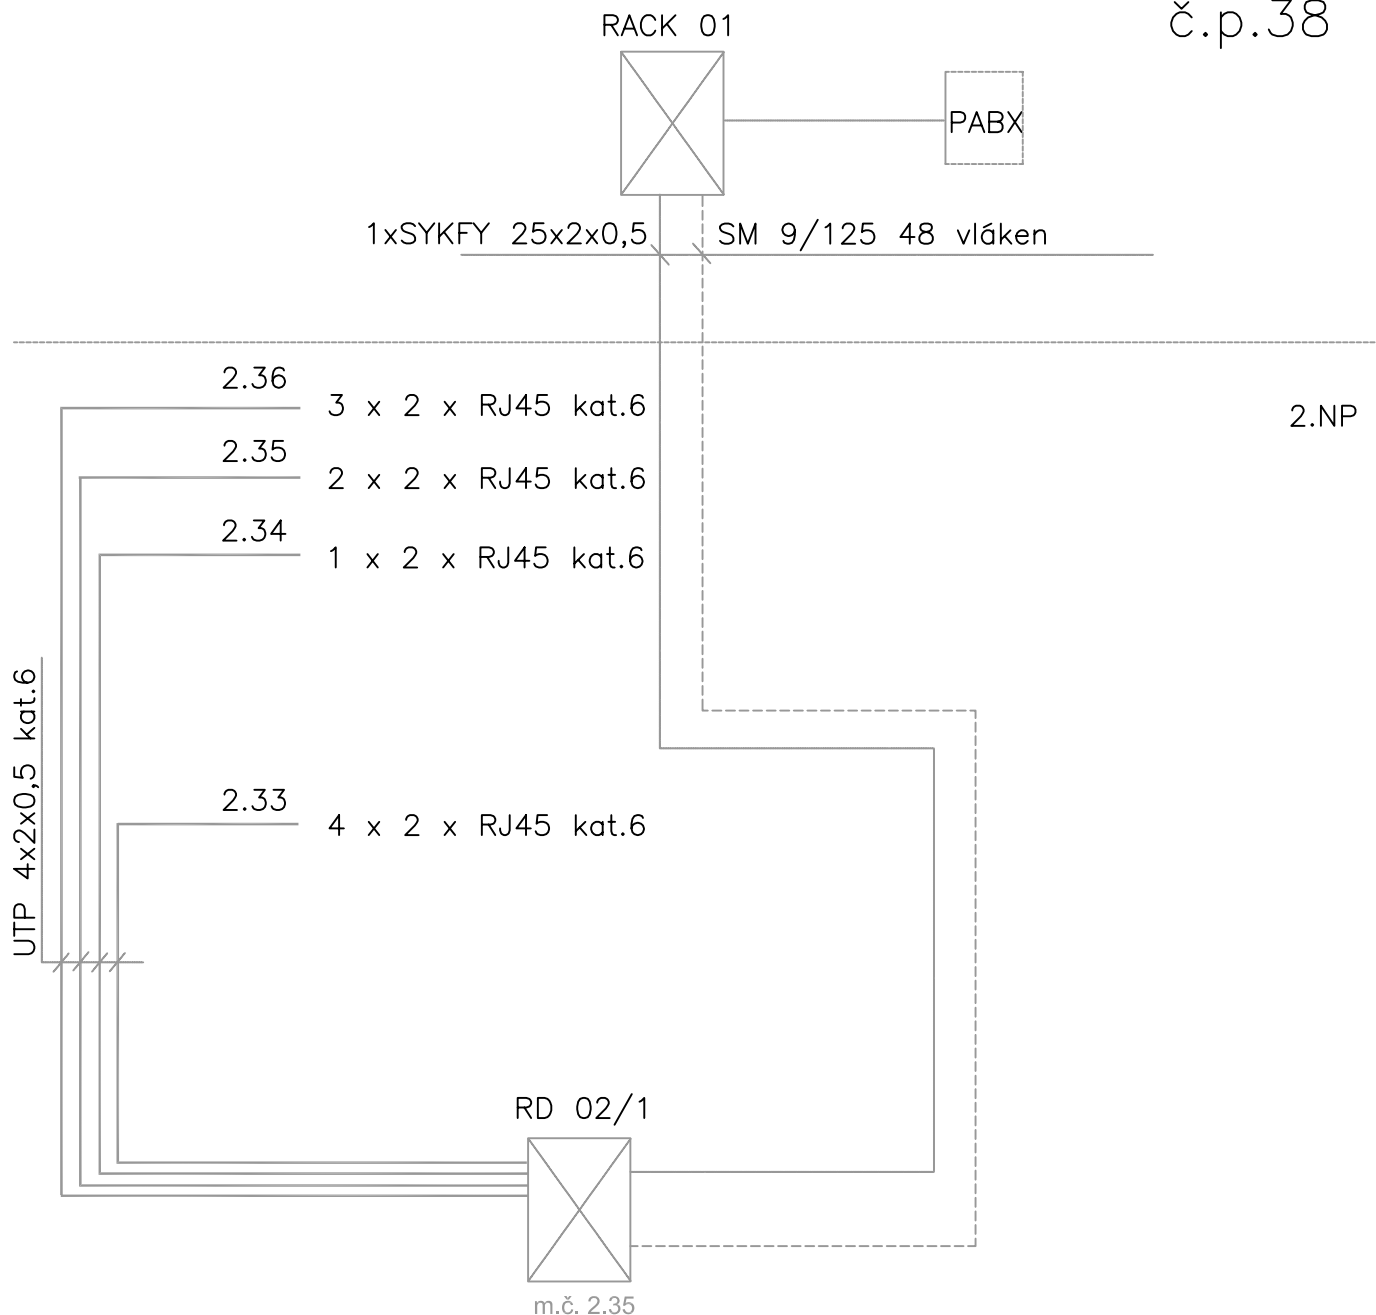 č.p.38
RACK 01
PABX
1xSYKFY 25x2x0,5
SM 9/125 48 vláken
2.36
3 x 2 x RJ45 kat.6
2.NP
2.35
2 x 2 x RJ45 kat.6
2.34
1 x 2 x RJ45 kat.6
UTP 4x2x0,5 kat.6
2.33
4 x 2 x RJ45 kat.6
RD 02/1
m.č. 2.35